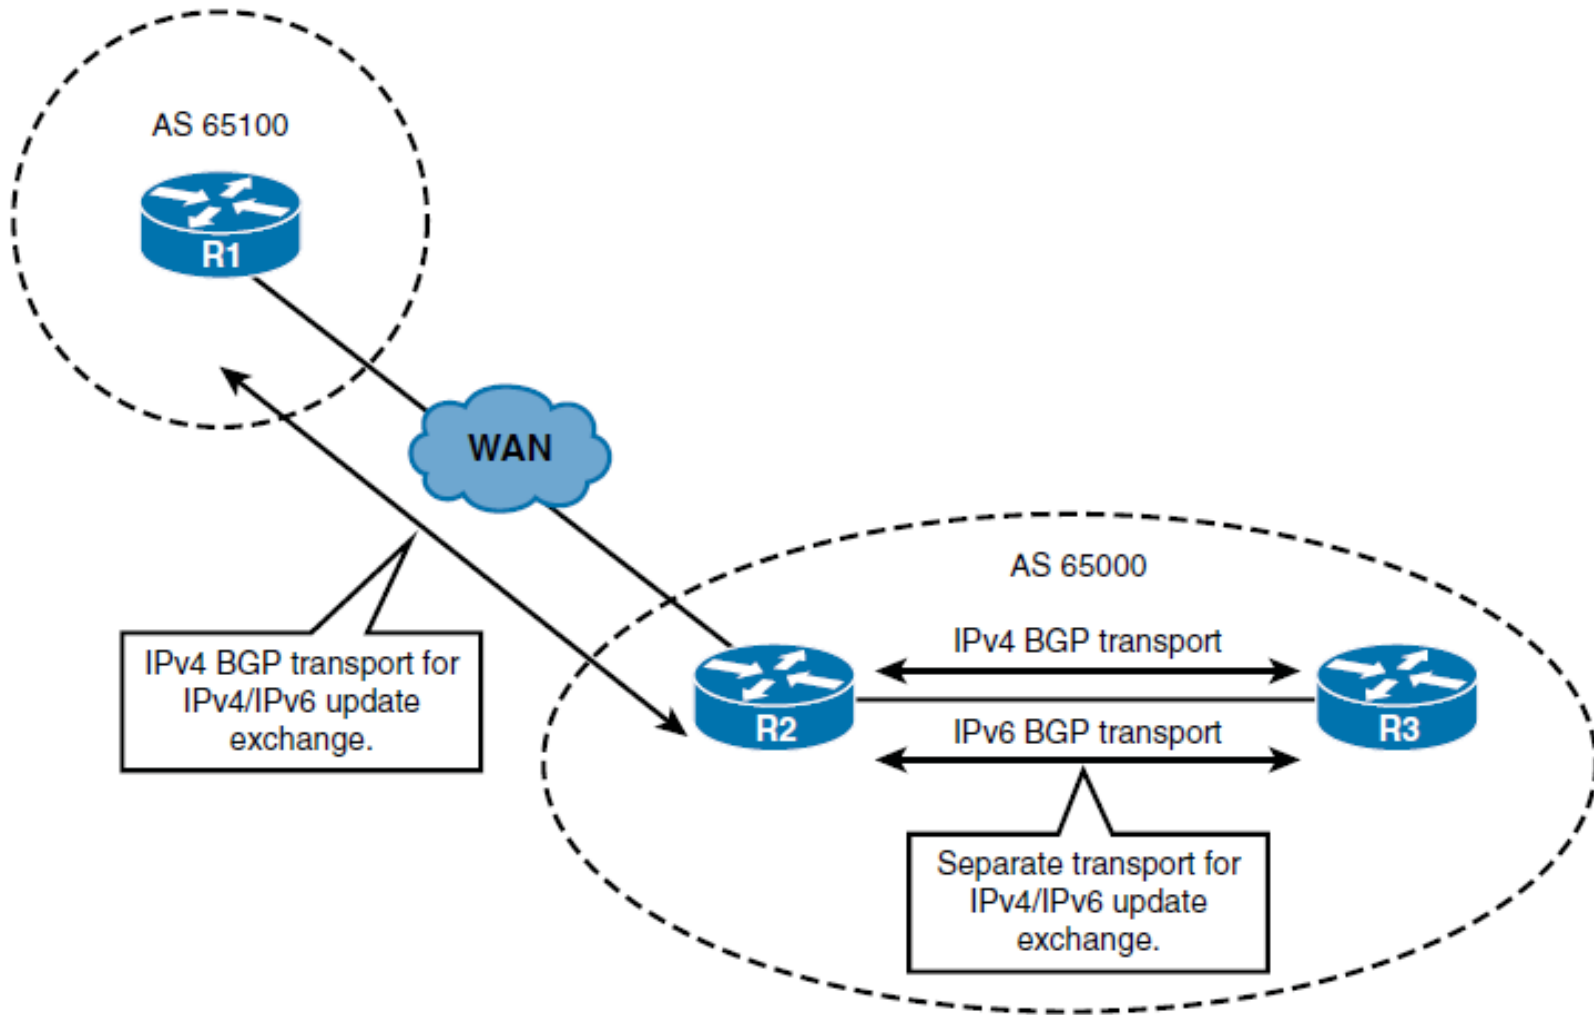 AS 65100
R1
WAN
AS 65000
IPv4 BGP transport for
IPv4/IPv6 update
exchange.
IPv4 BGP transport
R2
R3
IPv6 BGP transport
Separate transport for
IPv4/IPv6 update
exchange.